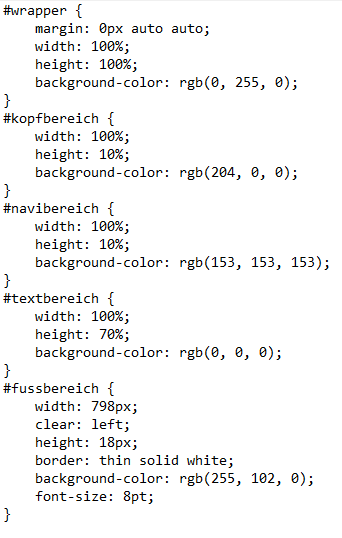 #wrapper {
    margin: 0px auto auto;
    width: 100%;
    height: 100%;
    background-color: rgb(0, 255, 0);
}
#kopfbereich {
    width: 100%;
    height: 10%;
    background-color: rgb(204, 0, 0);
}
#navibereich {
    width: 100%;
    height: 10%;
    background-color: rgb(153, 153, 153);
}
#textbereich {
    width: 100%;
    height: 70%;
    background-color: rgb(0, 0, 0);
}
#fussbereich {
    width: 798px;
    clear: left;
    height: 18px;
    border: thin solid white;
    background-color: rgb(255, 102, 0);
    font-size: 8pt;
}